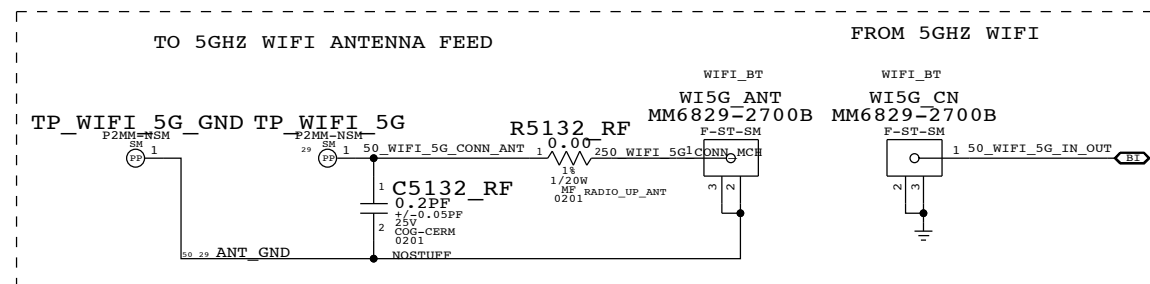 TO 5GHZ WIFI ANTENNA FEED
FROM 5GHZ WIFI
WIFI_BT
WIFI_BT
WI5G_ANT
WI5G_CN
MM6829-2700B
MM6829-2700B
F-ST-SM
F-ST-SM
TP_WIFI_5G_GND
TP_WIFI_5G
P2MM-NSM
P2MM-NSM
SM
SM
PP
1
29
PP
1
50_WIFI_5G_CONN_ANT
R5132_RF
0.00
1
2
50_WIFI_5G_CONN_MCH
1
1%
1/20W
MF
0201
RADIO_UP_ANT
3
2
1
50_WIFI_5G_IN_OUT
BI
2
3
1
C5132_RF
0.2PF
+/-0.05PF
25V
2
COG-CERM
0201
NOSTUFF
50 29 ANT_GND